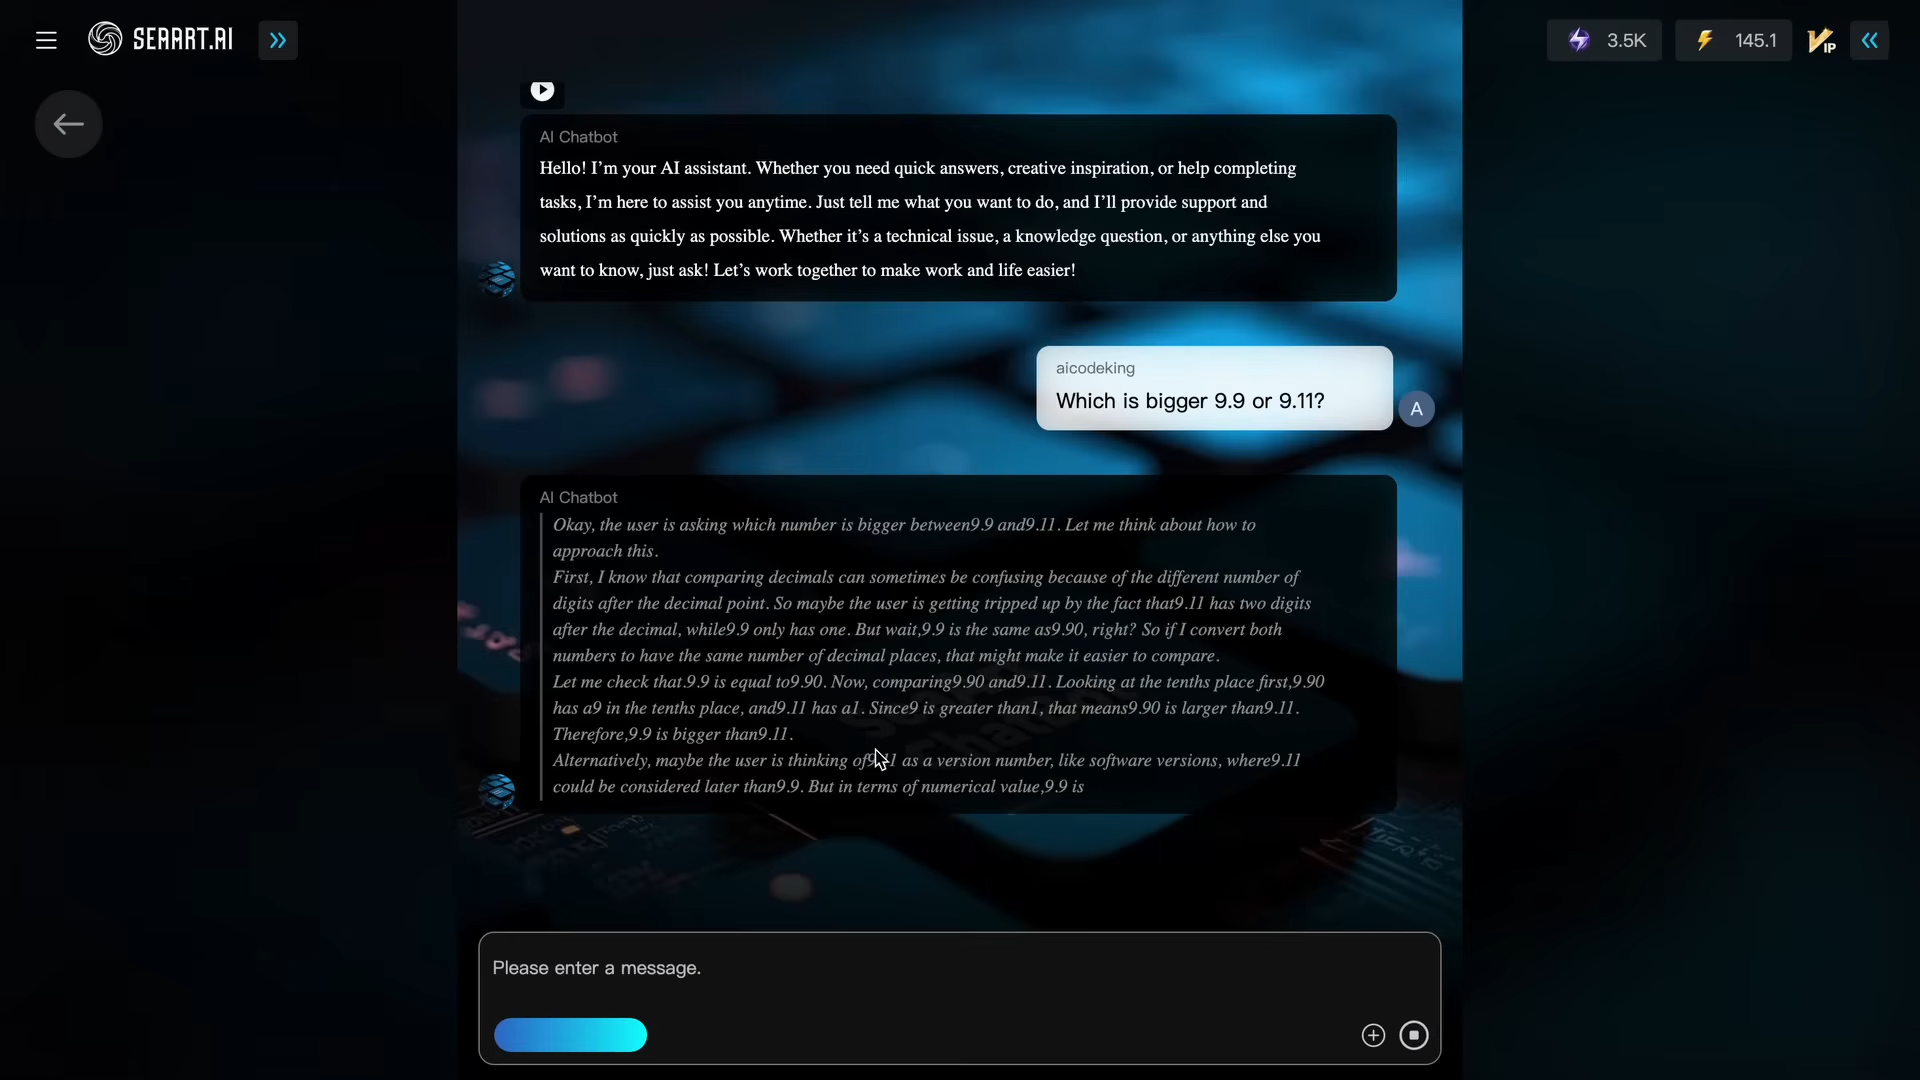 SEAART.AI
3.5K
145.1
VIP
AI Chatbot
Hello! I’m your AI assistant. Whether you need quick answers, creative inspiration, or help completing
tasks, I’m here to assist you anytime. Just tell me what you want to do, and I’ll provide support and
solutions as quickly as possible. Whether it’s a technical issue, a knowledge question, or anything else you
want to know, just ask! Let’s work together to make work and life easier!
aicodeking
Which is bigger 9.9 or 9.11?
A
AI Chatbot
Okay, the user is asking which number is bigger between9.9 and9.11. Let me think about how to
approach this.
First, I know that comparing decimals can sometimes be confusing because of the different number of
digits after the decimal point. So maybe the user is getting tripped up by the fact that9.11 has two digits
after the decimal, while9.9 only has one. But wait,9.9 is the same as9.90, right? So if I convert both
numbers to have the same number of decimal places, that might make it easier to compare.
Let me check that.9.9 is equal to9.90. Now, comparing9.90 and9.11. Looking at the tenths place first,9.90
has a9 in the tenths place, and9.11 has a1. Since9 is greater than1, that means9.90 is larger than9.11.
Therefore,9.9 is bigger than9.11.
Alternatively, maybe the user is thinking of9.11 as a version number, like software versions, where9.11
could be considered later than9.9. But in terms of numerical value,9.9 is
Please enter a message.